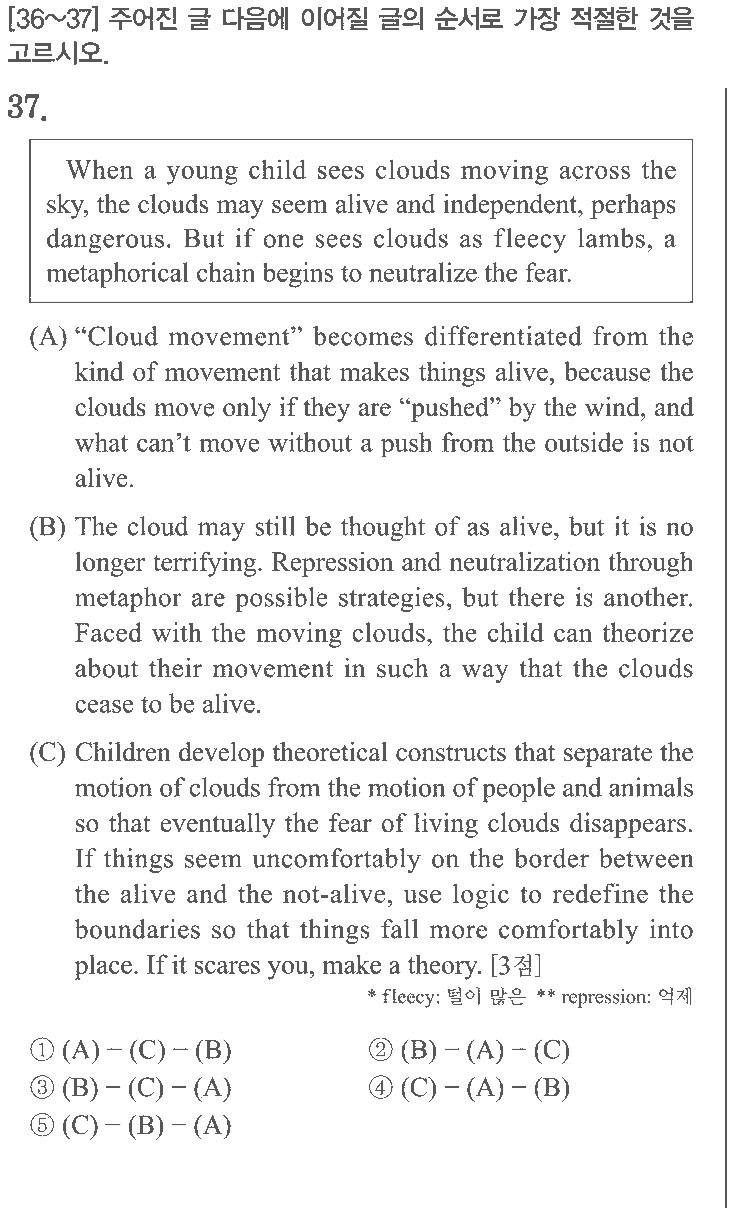 [36～37] 주어진 글 다음에 이어질 글의 순서로 가장 적절한 것을
고르시오.
37.
When a young child sees clouds moving across the
sky, the clouds may seem alive and independent, perhaps
dangerous. But if one sees clouds as fleecy lambs, a
metaphorical chain begins to neutralize the fear.
(A) “Cloud movement” becomes differentiated from the
kind of movement that makes things alive, because the
clouds move only if they are “pushed” by the wind, and
what can’t move without a push from the outside is not
alive.
(B) The cloud may still be thought of as alive, but it is no
longer terrifying. Repression and neutralization through
metaphor are possible strategies, but there is another.
Faced with the moving clouds, the child can theorize
about their movement in such a way that the clouds
cease to be alive.
(C) Children develop theoretical constructs that separate the
motion of clouds from the motion of people and animals
so that eventually the fear of living clouds disappears.
If things seem uncomfortably on the border between
the alive and the not-alive, use logic to redefine the
boundaries so that things fall more comfortably into
place. If it scares you, make a theory. [3점]
* fleecy: 털이 많은 ** repression: 억제
① (A) － (C) － (B) ② (B) － (A) － (C)
③ (B) － (C) － (A) ④ (C) － (A) － (B)
⑤ (C) － (B) － (A)